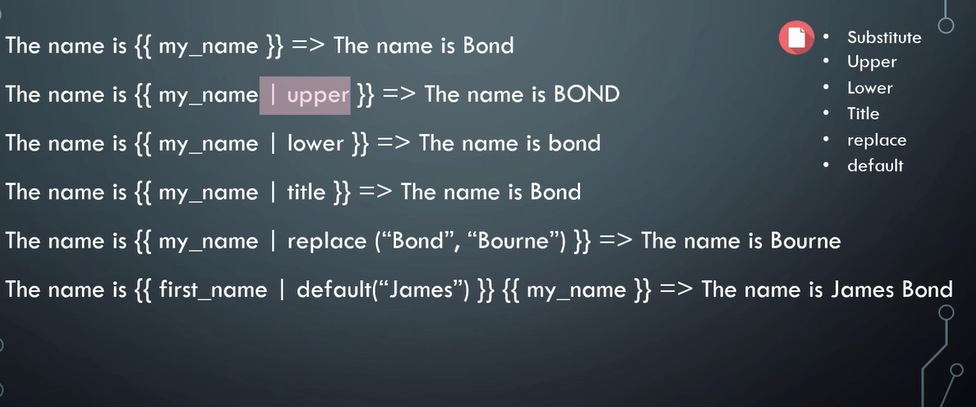 The name is {{ my_name }} => The name is Bond
The name is {{ my_name | upper }} => The name is BOND
The name is {{ my_name | lower }} => The name is bond
The name is {{ my_name | title }} => The name is Bond
The name is {{ my_name | replace (“Bond”, “Bourne”) }} => The name is Bourne
The name is {{ first_name | default(“James”) }} {{ my_name }} => The name is James Bond
• Substitute
• Upper
• Lower
• Title
• replace
• default